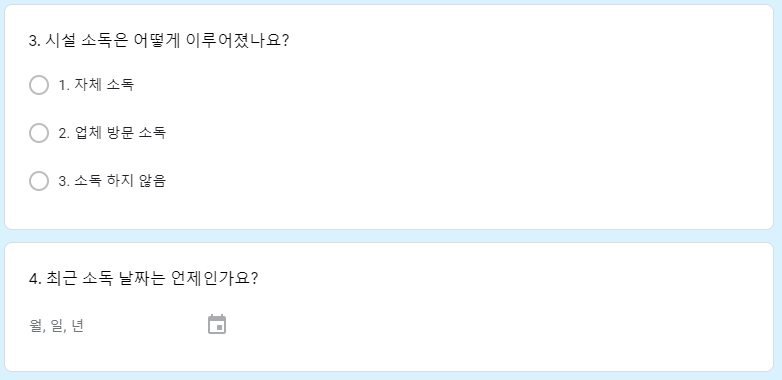 3. 시설 소독은 어떻게 이루어졌나요?
1. 자체 소독
2. 업체 방문 소독
3. 소독 하지 않음
4. 최근 소독 날짜는 언제인가요?
월, 일, 년